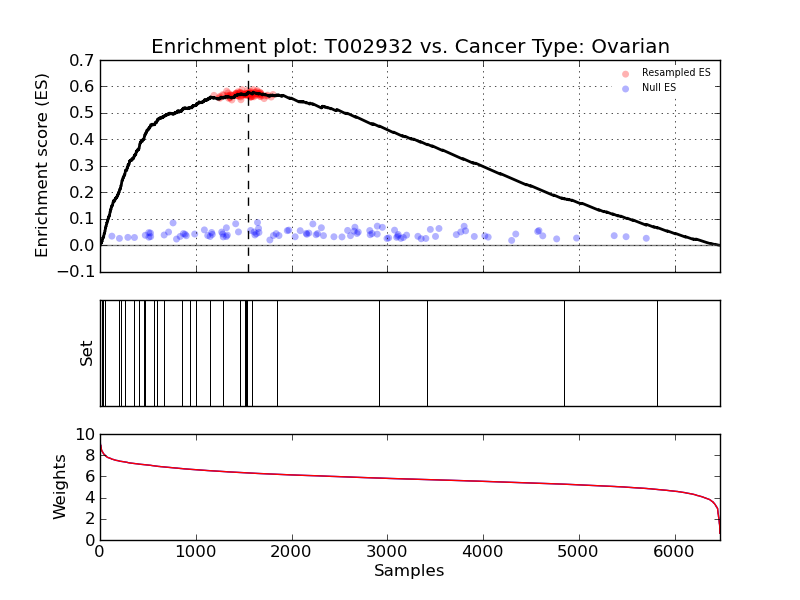 Enrichment plot: T002932 vs. Cancer Type: Ovarian
Enrichment score (ES)
0.7
0.6
0.5
0.4
0.3
0.2
0.1
0.0
−0.1
Resampled ES
Null ES
Set
Weights
10
8
6
4
2
0
0 1000 2000 3000 4000 5000 6000
Samples